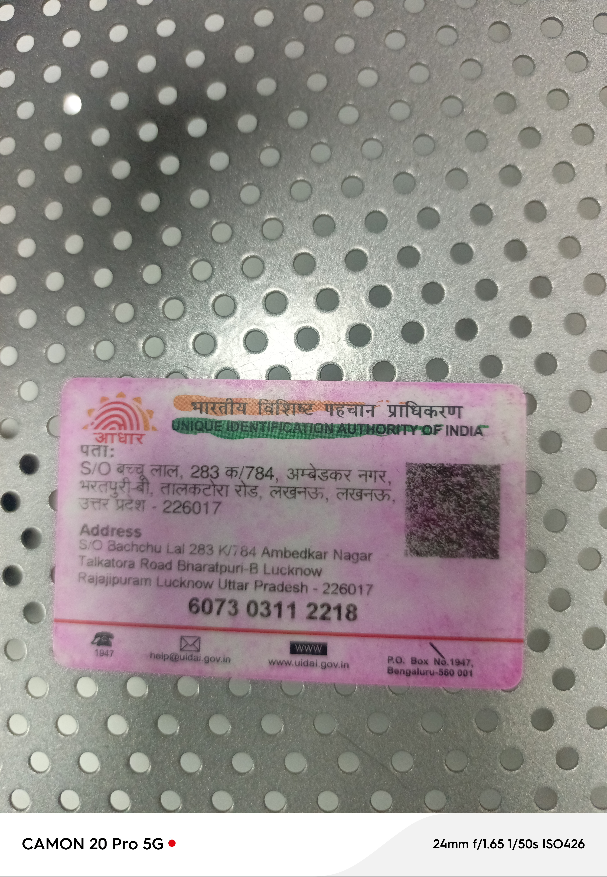 भारतीय विशिष्ट पहचान प्राधिकरण
UNIQUE IDENTIFICATION AUTHORITY OF INDIA
आधार
पता:
S/O बच्चू लाल, 283 क/784, अम्बेडकर नगर,
भरतपुरी-बी, तालकटोरा रोड, लखनऊ, लखनऊ,
उत्तर प्रदेश - 226017
Address
S/O Bachchu Lal 283 K/784 Ambedkar Nagar
Talkatora Road Bharatpuri-B Lucknow
Rajajipuram Lucknow Uttar Pradesh - 226017
6073 0311 2218
1947
help@uidai.gov.in
WWW
www.uidai.gov.in
P.O. Box No.1947,
Bengaluru-560 001
CAMON 20 Pro 5G
24mm f/1.65 1/50s ISO426